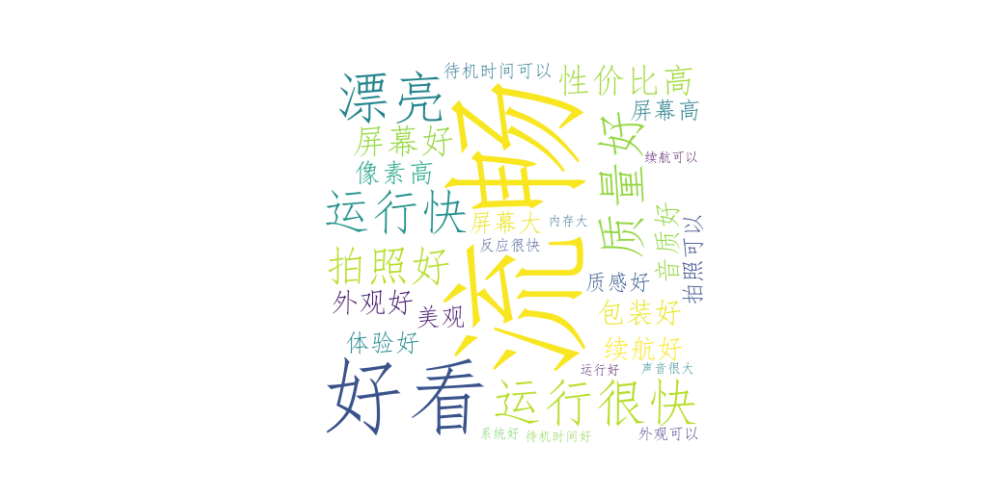 待机时间可以
漂亮
性价比高
流畅
屏幕高
屏幕好
质量好
续航可以
像素高
运行快
屏幕大
内存大
音质好
拍照可以
反应很快
拍照好
质感好
外观好
美观
包装好
体验好
续航好
好看
运行好
声音很大
运行很快
系统好
待机时间好
外观可以